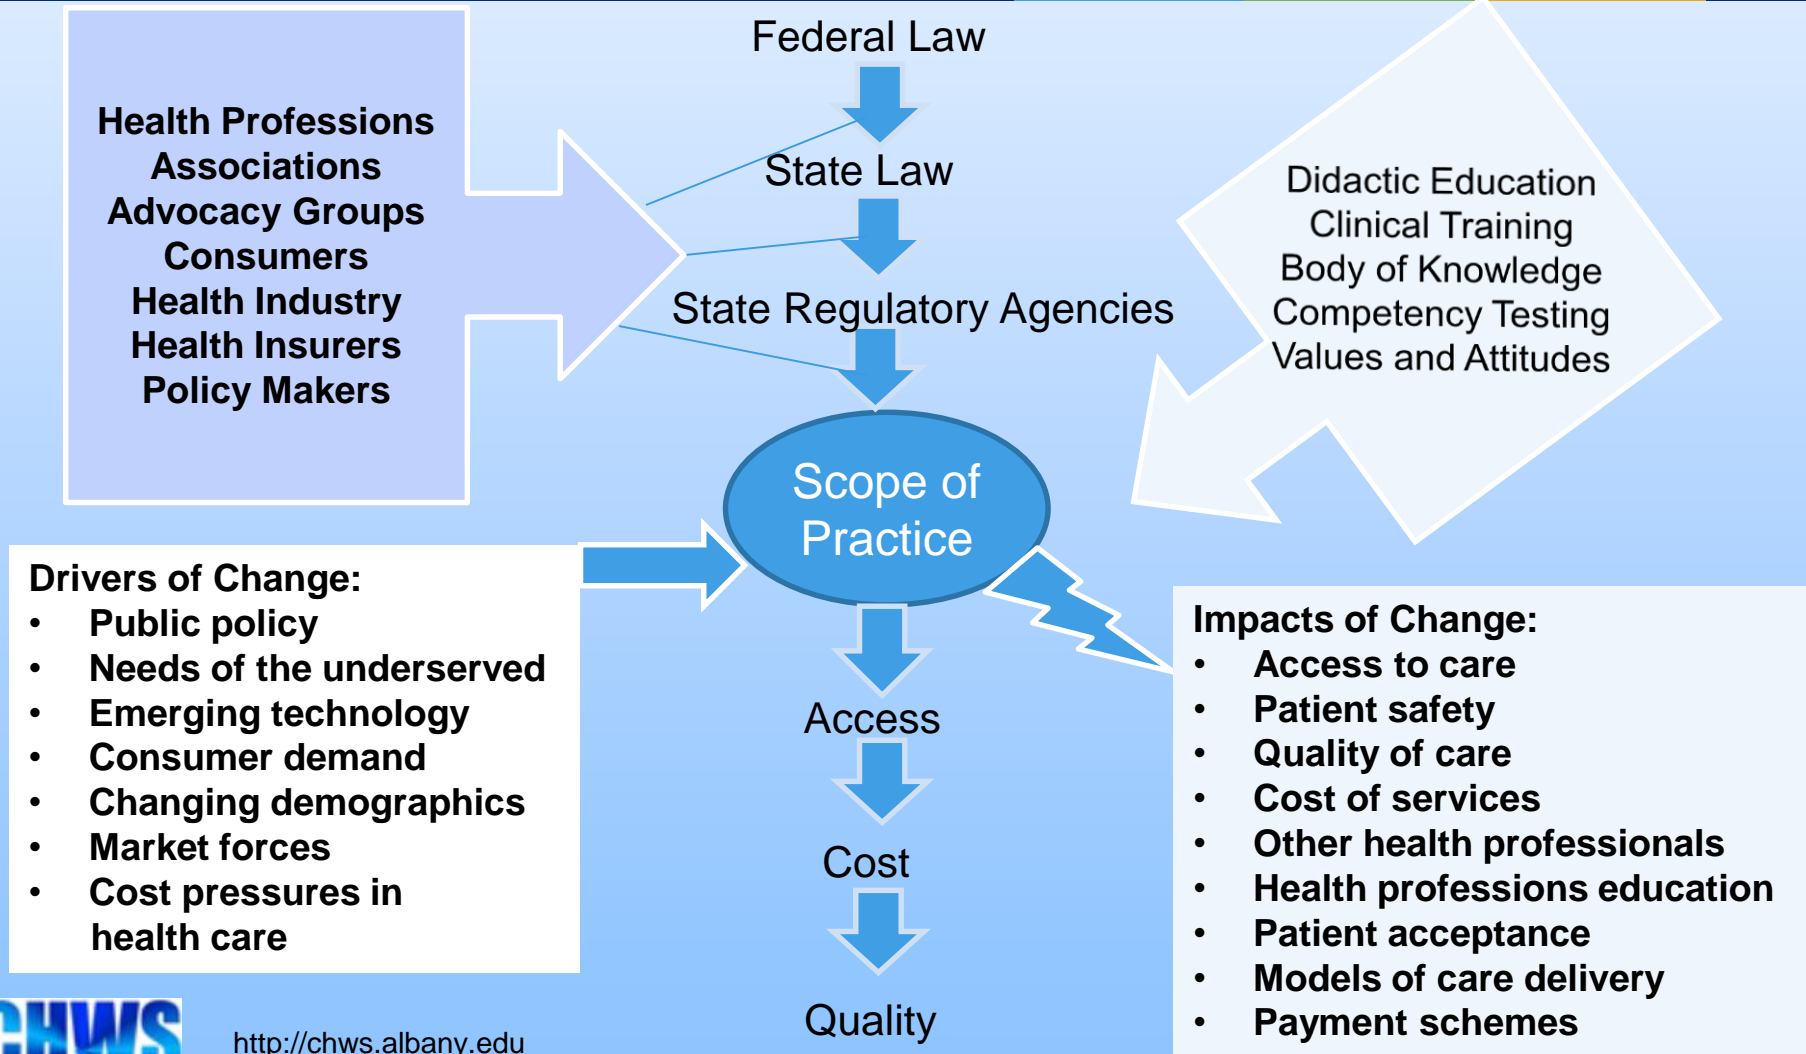 Federal Law
Health Professions
Associations
Advocacy Groups
Consumers
Health Industry
Health Insurers
Policy Makers
State Law
State Regulatory Agencies
Didactic Education
Clinical Training
Body of Knowledge
Competency Testing
Values and Attitudes
Scope of
Practice
Drivers of Change:
• Public policy
• Needs of the underserved
• Emerging technology
• Consumer demand
• Changing demographics
• Market forces
• Cost pressures in
health care
Access
Cost
Quality
Impacts of Change:
• Access to care
• Patient safety
• Quality of care
• Cost of services
• Other health professionals
• Health professions education
• Patient acceptance
• Models of care delivery
• Payment schemes
CHWS
http://chws.albany.edu